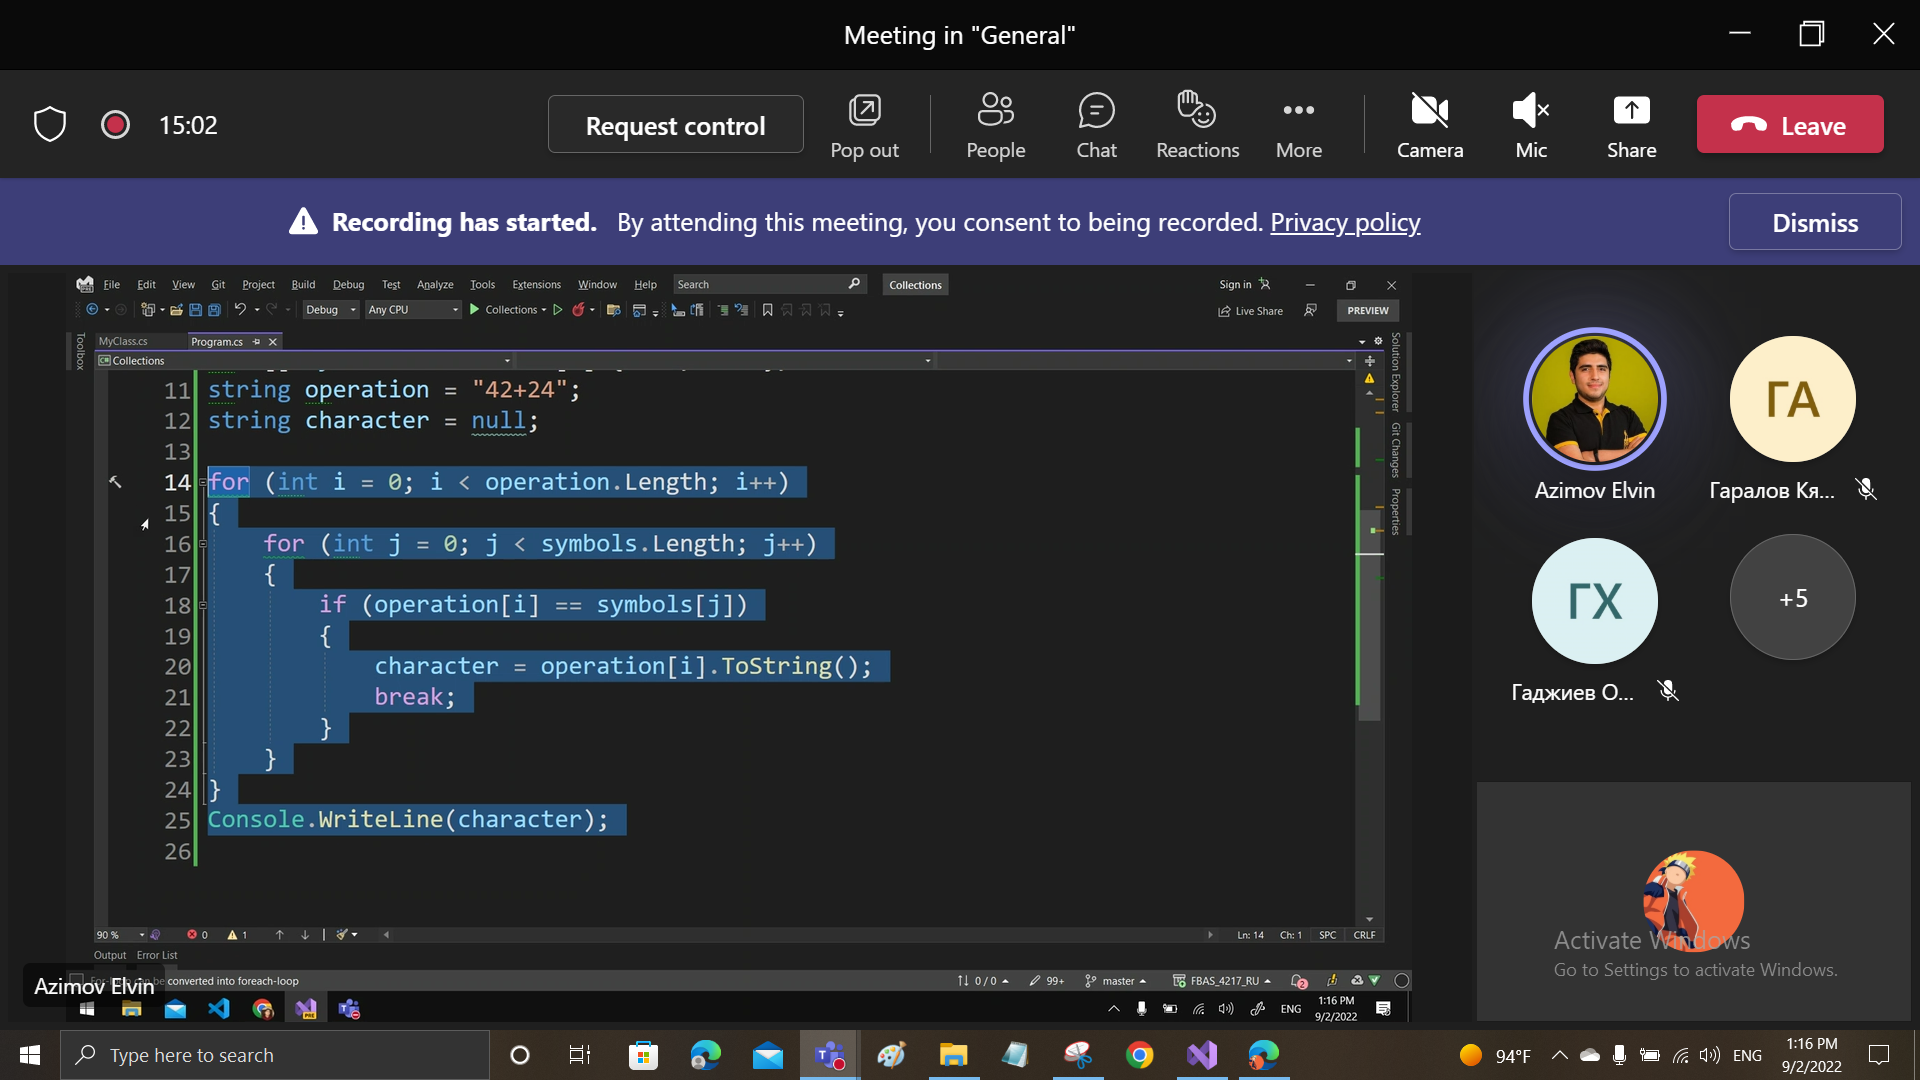 Meeting in "General"
15:02
Request control
Pop out
People
Chat
Reactions
More
Camera
Mic
Share
Leave
Recording has started. By attending this meeting, you consent to being recorded. Privacy policy
Dismiss
File Edit View Git Project Build Debug Test Analyze Tools Extensions Window Help Search Collections Sign in
Debug Any CPU Collections Live Share PREVIEW
Toolbox
MyClass.cs Program.cs
Collections
Solution Explorer
Git Changes
Properties
11 string operation = "42+24";
12 string character = null;
13
14 for (int i = 0; i < operation.Length; i++)
15 {
16 for (int j = 0; j < symbols.Length; j++)
17 {
18 if (operation[i] == symbols[j])
19 {
20 character = operation[i].ToString();
21 break;
22 }
23 }
24 }
25 Console.WriteLine(character);
26
90 % 0 1 Ln: 14 Ch: 1 SPC CRLF
Output Error List
converted into foreach-loop 0 / 0 99+ master FBAS_4217_RU 2
Azimov Elvin
ENG 1:16 PM
9/2/2022
Azimov Elvin
ГА
Гаралов Кя...
ГХ
Гаджиев О...
+5
Activate Windows
Go to Settings to activate Windows.
Type here to search
94°F
ENG
1:16 PM
9/2/2022